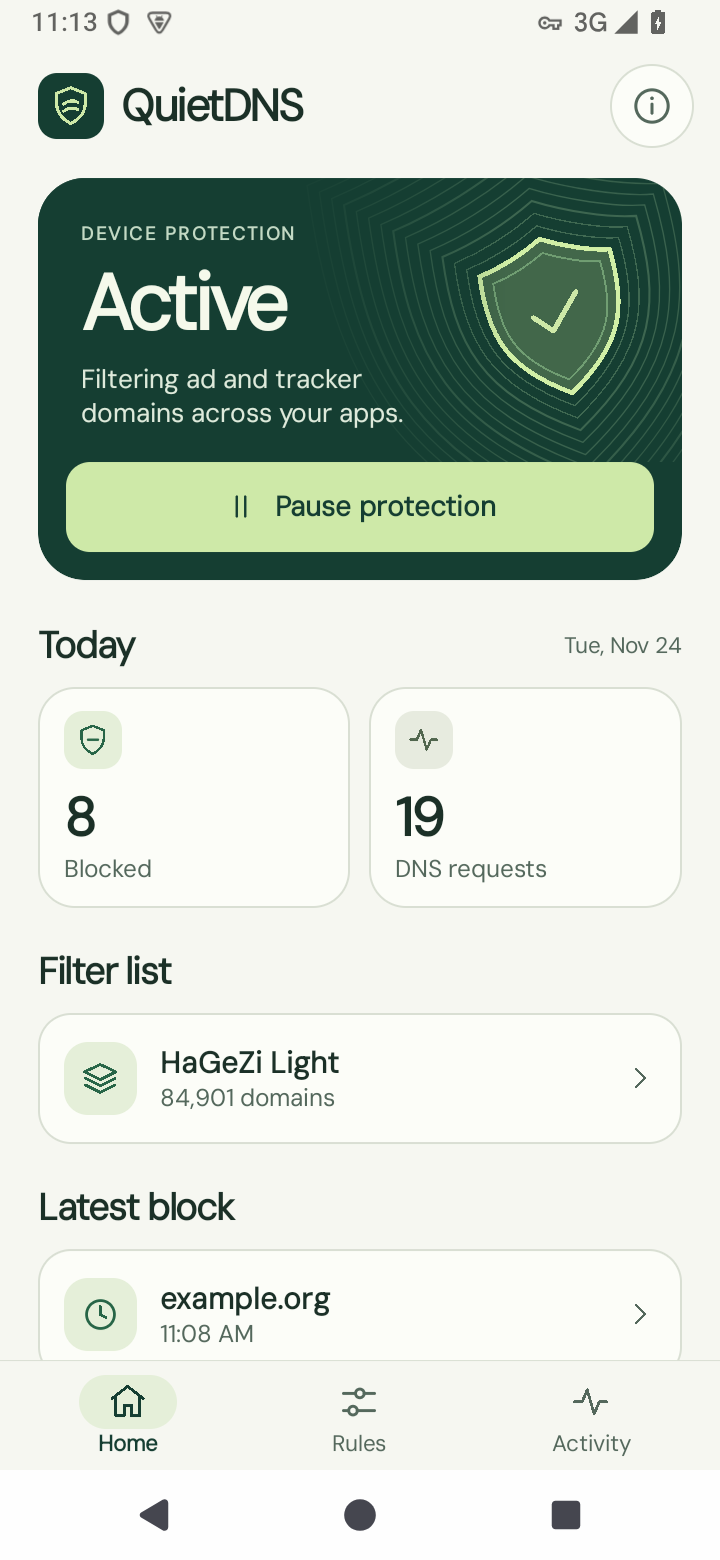 11:13
3G
QuietDNS
DEVICE PROTECTION
Active
Filtering ad and tracker
domains across your apps.
Pause protection
Today
Tue, Nov 24
8
Blocked
19
DNS requests
Filter list
HaGeZi Light
84,901 domains
Latest block
example.org
11:08 AM
Home
Rules
Activity